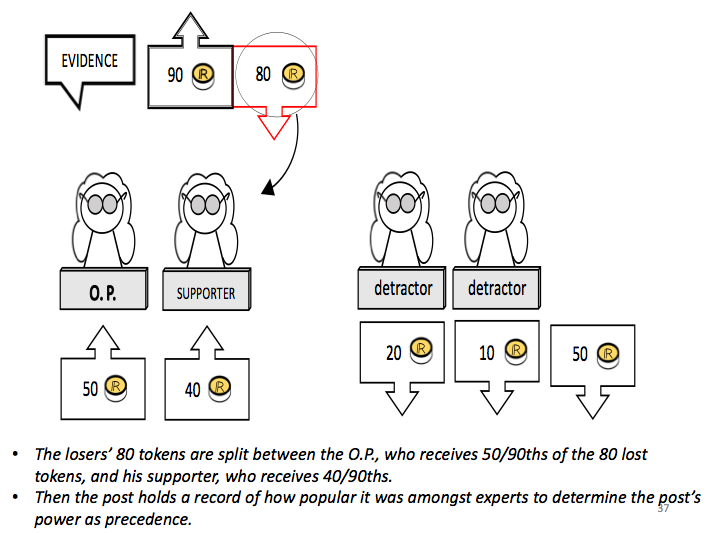 EVIDENCE
90 R
80 R
O. P.
SUPPORTER
detractor
detractor
50 R
40 R
20 R
10 R
50 R
• The losers’ 80 tokens are split between the O.P., who receives 50/90ths of the 80 lost
tokens, and his supporter, who receives 40/90ths.
• Then the post holds a record of how popular it was amongst experts to determine the post’s
power as precedence.
37